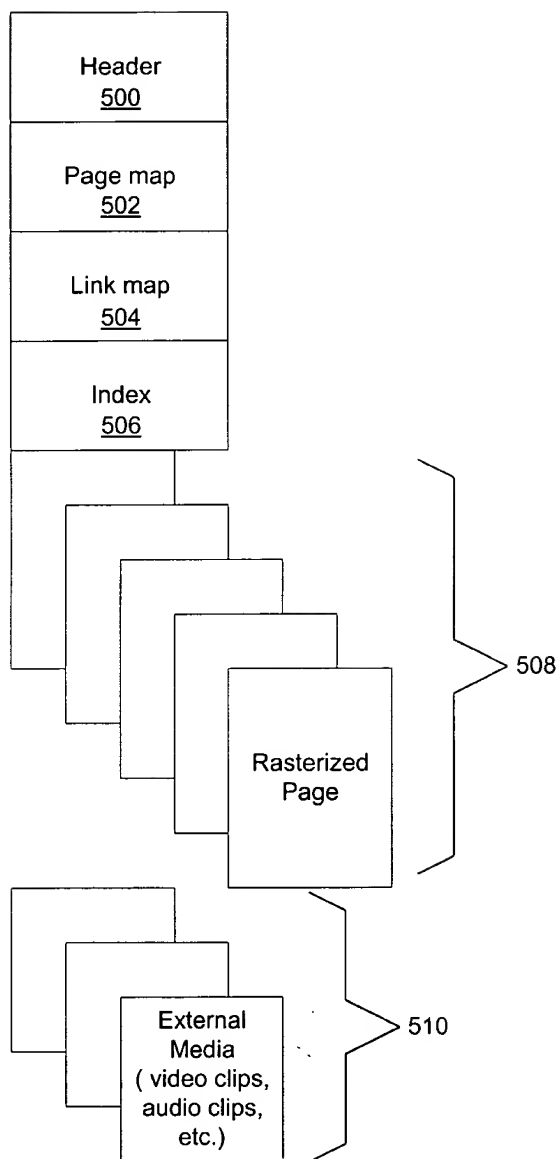 Header
500
Page map
502
Link map
504
Index
506
508
Rasterized
Page
510
External
Media
( video clips,
audio clips,
etc.)